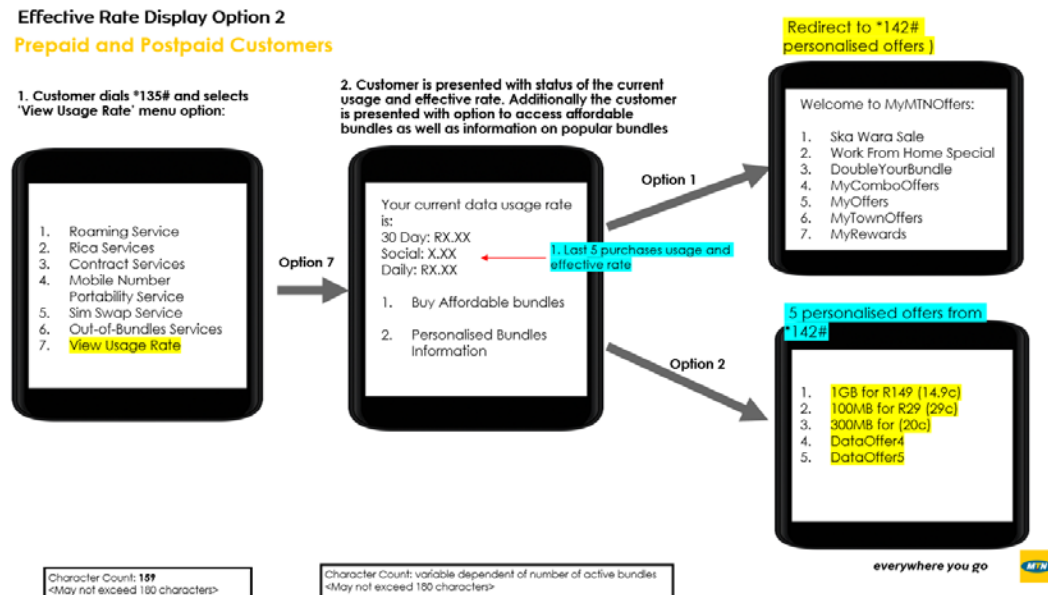 Effective Rate Display Option 2
Prepaid and Postpaid Customers
1. Customer dials *135# and selects
'View Usage Rate' menu option:
1. Roaming Service
2. Rica Services
3. Contract Services
4. Mobile Number
Portability Service
5. Sim Swap Service
6. Out-of-Bundles Services
7. View Usage Rate
Option 7
2. Customer is presented with status of the current
usage and effective rate. Additionally the customer
is presented with option to access affordable
bundles as well as information on popular bundles
Your current data usage rate
is:
30 Day: RX.XX
Social: X.XX
Daily: RX.XX
1. Buy Affordable bundles
2. Personalised Bundles
Information
1. Last 5 purchases usage and
effective rate
Option 1
Redirect to *142#
personalised offers )
Welcome to MyMTNOffers:
1. Ska Wara Sale
2. Work From Home Special
3. DoubleYourBundle
4. MyComboOffers
5. MyOffers
6. MyTownOffers
7. MyRewards
Option 2
5 personalised offers from
*142#
1. 1GB for R149 (14.9c)
2. 100MB for R29 (29c)
3. 300MB for (20c)
4. DataOffer4
5. DataOffer5
Character Count: 159
<May not exceed 180 characters>
Character Count: variable dependent of number of active bundles
<May not exceed 180 characters>
everywhere you go
MTN